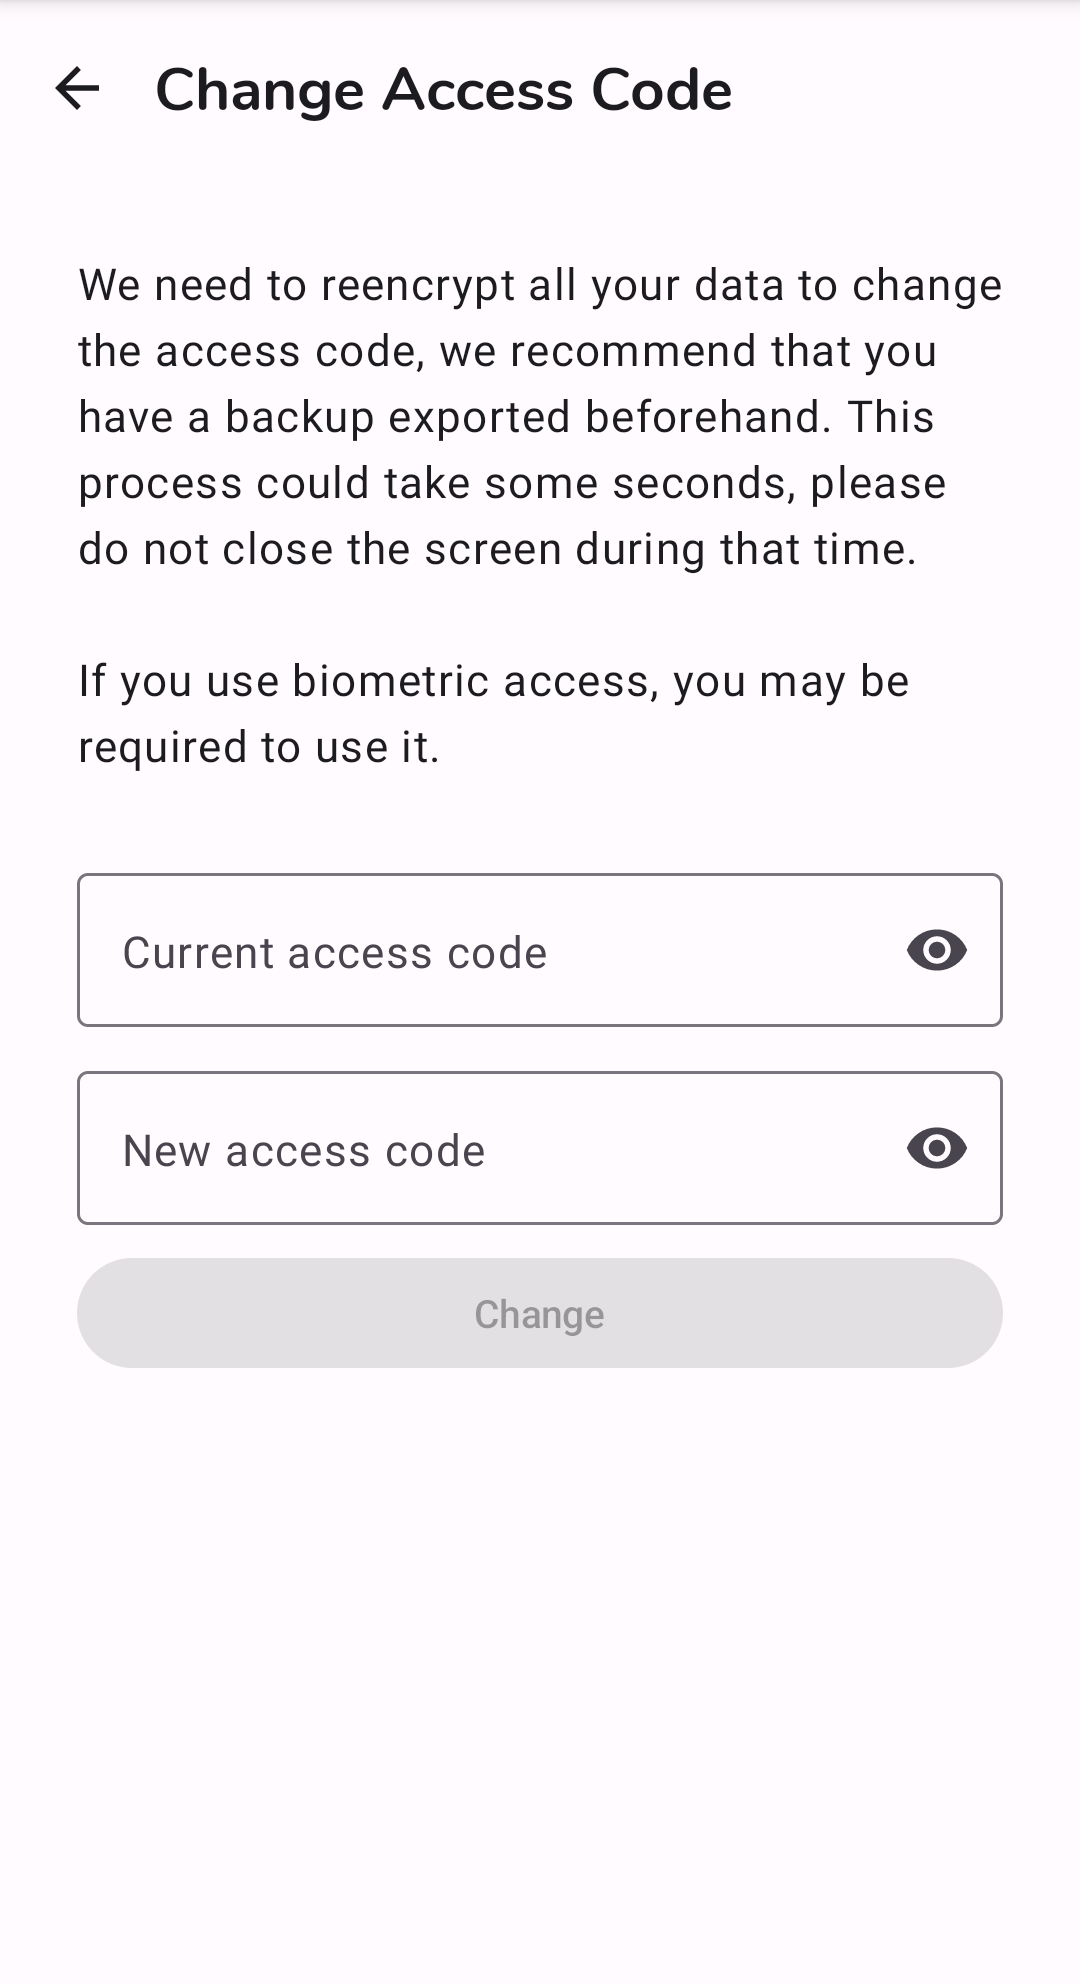 Change Access Code
We need to reencrypt all your data to change
the access code, we recommend that you
have a backup exported beforehand. This
process could take some seconds, please
do not close the screen during that time.
If you use biometric access, you may be
required to use it.
Current access code
New access code
Change